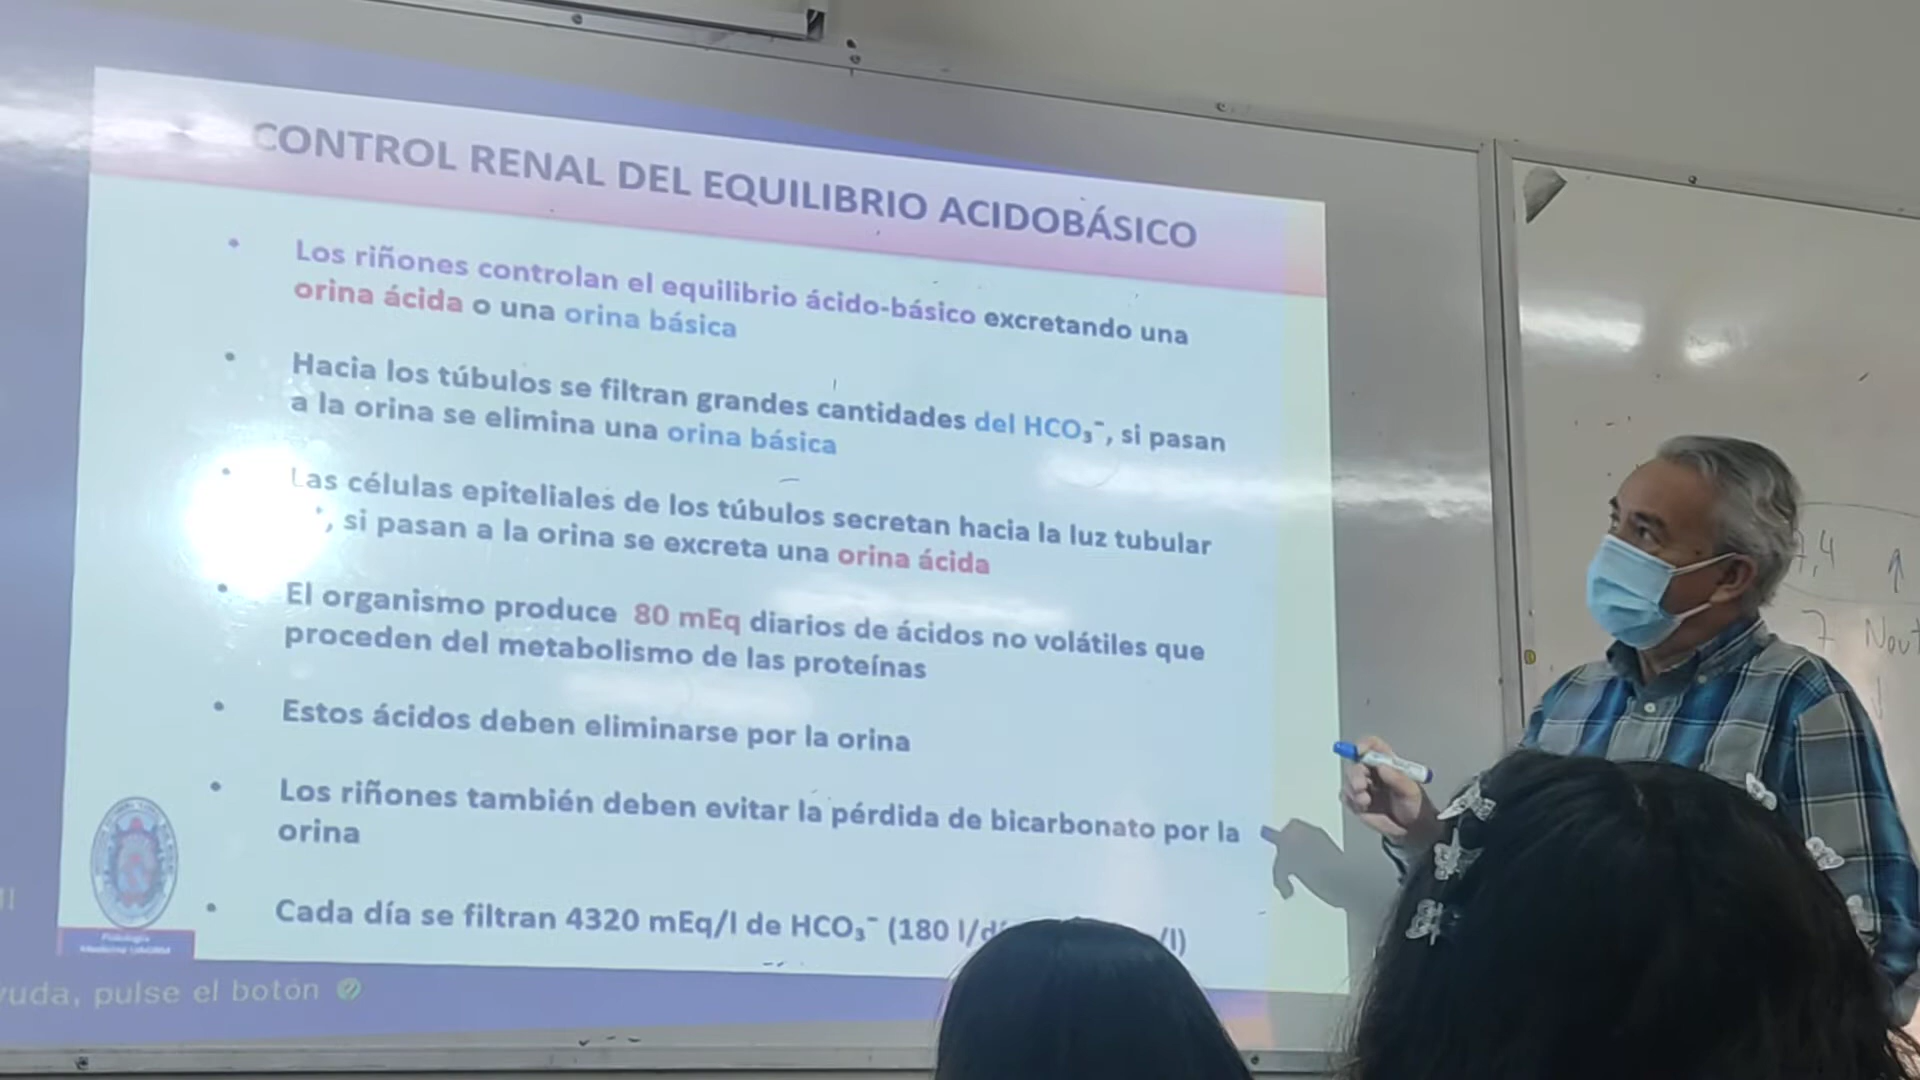 CONTROL RENAL DEL EQUILIBRIO ACIDOBÁSICO
• Los riñones controlan el equilibrio ácido-básico excretando una
orina ácida o una orina básica
• Hacia los túbulos se filtran grandes cantidades del HCO₃⁻, si pasan
a la orina se elimina una orina básica
• Las células epiteliales de los túbulos secretan hacia la luz tubular
, si pasan a la orina se excreta una orina ácida
• El organismo produce 80 mEq diarios de ácidos no volátiles que
proceden del metabolismo de las proteínas
• Estos ácidos deben eliminarse por la orina
• Los riñones también deben evitar la pérdida de bicarbonato por la
orina
• Cada día se filtran 4320 mEq/l de HCO₃⁻ (180 l/d /l)
pulse el botón
7,4 ↑
7 Neut